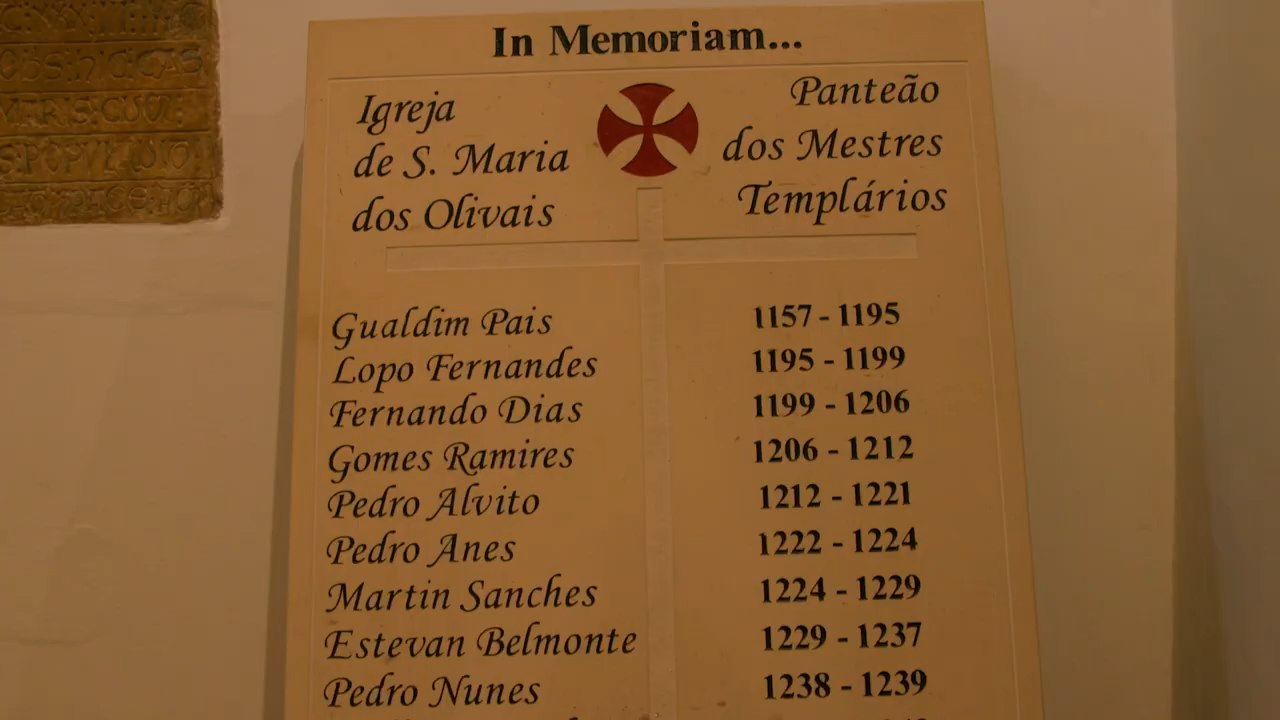 In Memoriam...
Igreja
de S. Maria
dos Olivais
Panteão
dos Mestres
Templários
Gualdim Pais 1157 - 1195
Lopo Fernandes 1195 - 1199
Fernando Dias 1199 - 1206
Gomes Ramires 1206 - 1212
Pedro Alvito 1212 - 1221
Pedro Anes 1222 - 1224
Martin Sanches 1224 - 1229
Estevan Belmonte 1229 - 1237
Pedro Nunes 1238 - 1239